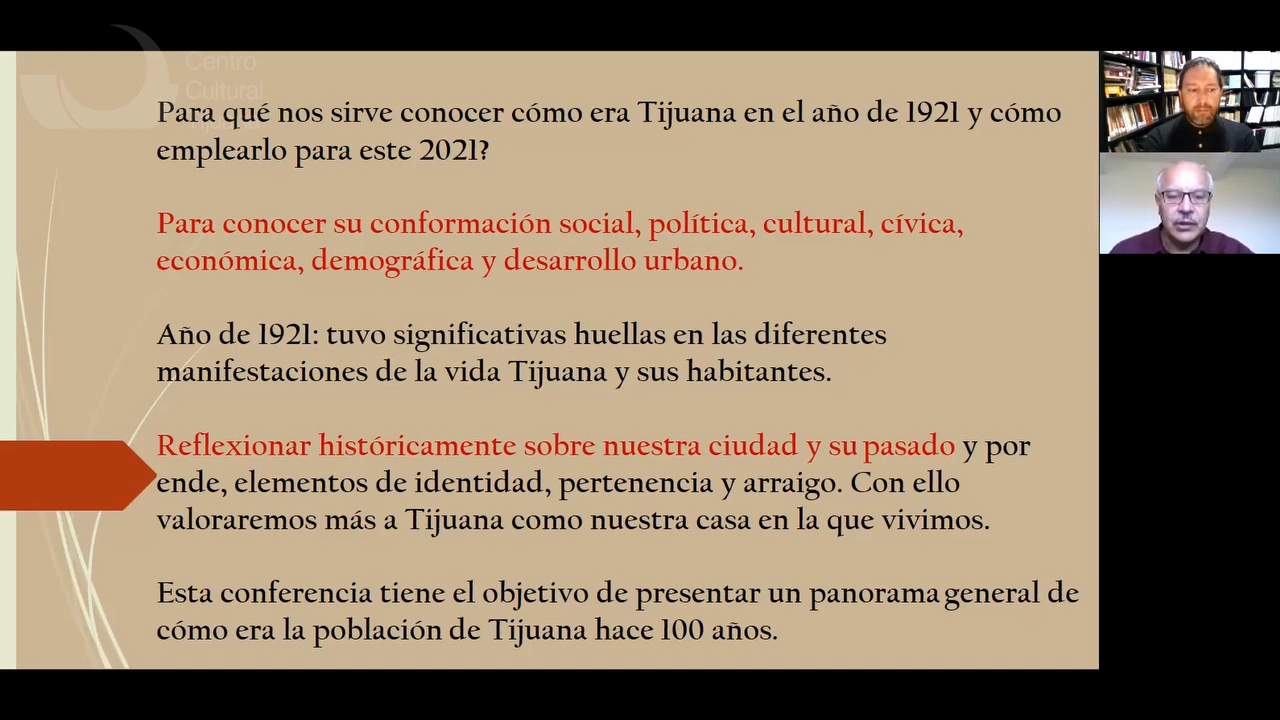 Centro
Cultural
Tijuana
Para qué nos sirve conocer cómo era Tijuana en el año de 1921 y cómo
emplearlo para este 2021?
Para conocer su conformación social, política, cultural, cívica,
económica, demográfica y desarrollo urbano.
Año de 1921: tuvo significativas huellas en las diferentes
manifestaciones de la vida Tijuana y sus habitantes.
Reflexionar históricamente sobre nuestra ciudad y su pasado y por
ende, elementos de identidad, pertenencia y arraigo. Con ello
valoraremos más a Tijuana como nuestra casa en la que vivimos.
Esta conferencia tiene el objetivo de presentar un panorama general de
cómo era la población de Tijuana hace 100 años.